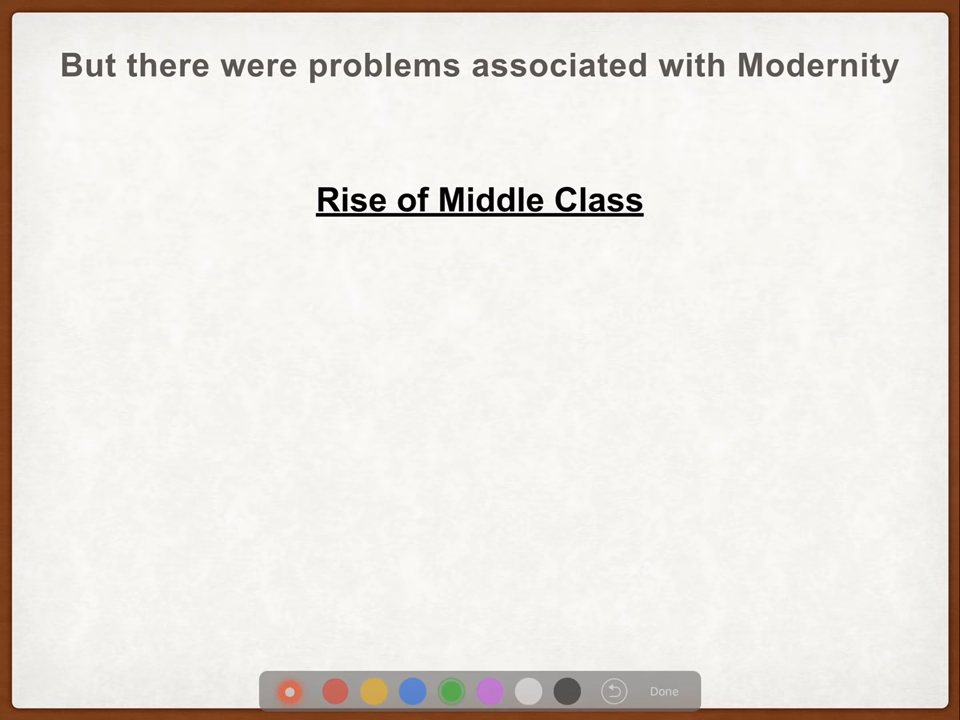 But there were problems associated with Modernity
Rise of Middle Class
Done